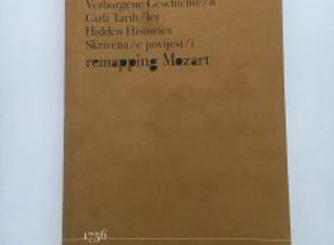 Verborgene Geschichte/n
Gizli Tarih/ler
Hidden Histories
Skrivena/e povijest/i
remapping Mozart
1756